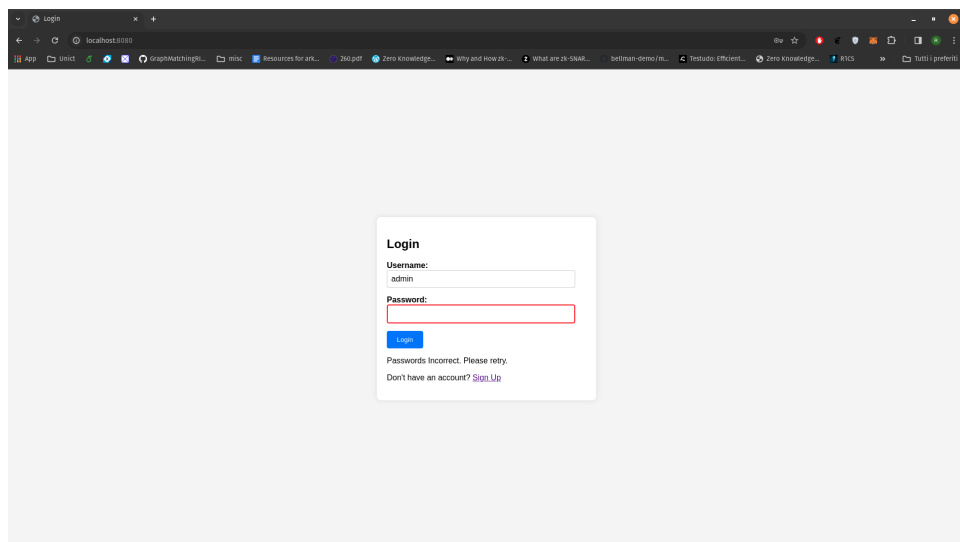 Login
localhost:8080
App Unict GraphMatchingRi... misc Resources for ark... 260.pdf Zero Knowledge... Why and How zk-... What are zk-SNAR... bellman-demo/m... Testudo: Efficient... Zero Knowledge... R1CS » Tutti i preferiti
Login
Username:
admin
Password:
Login
Passwords Incorrect. Please retry.
Don't have an account? Sign Up